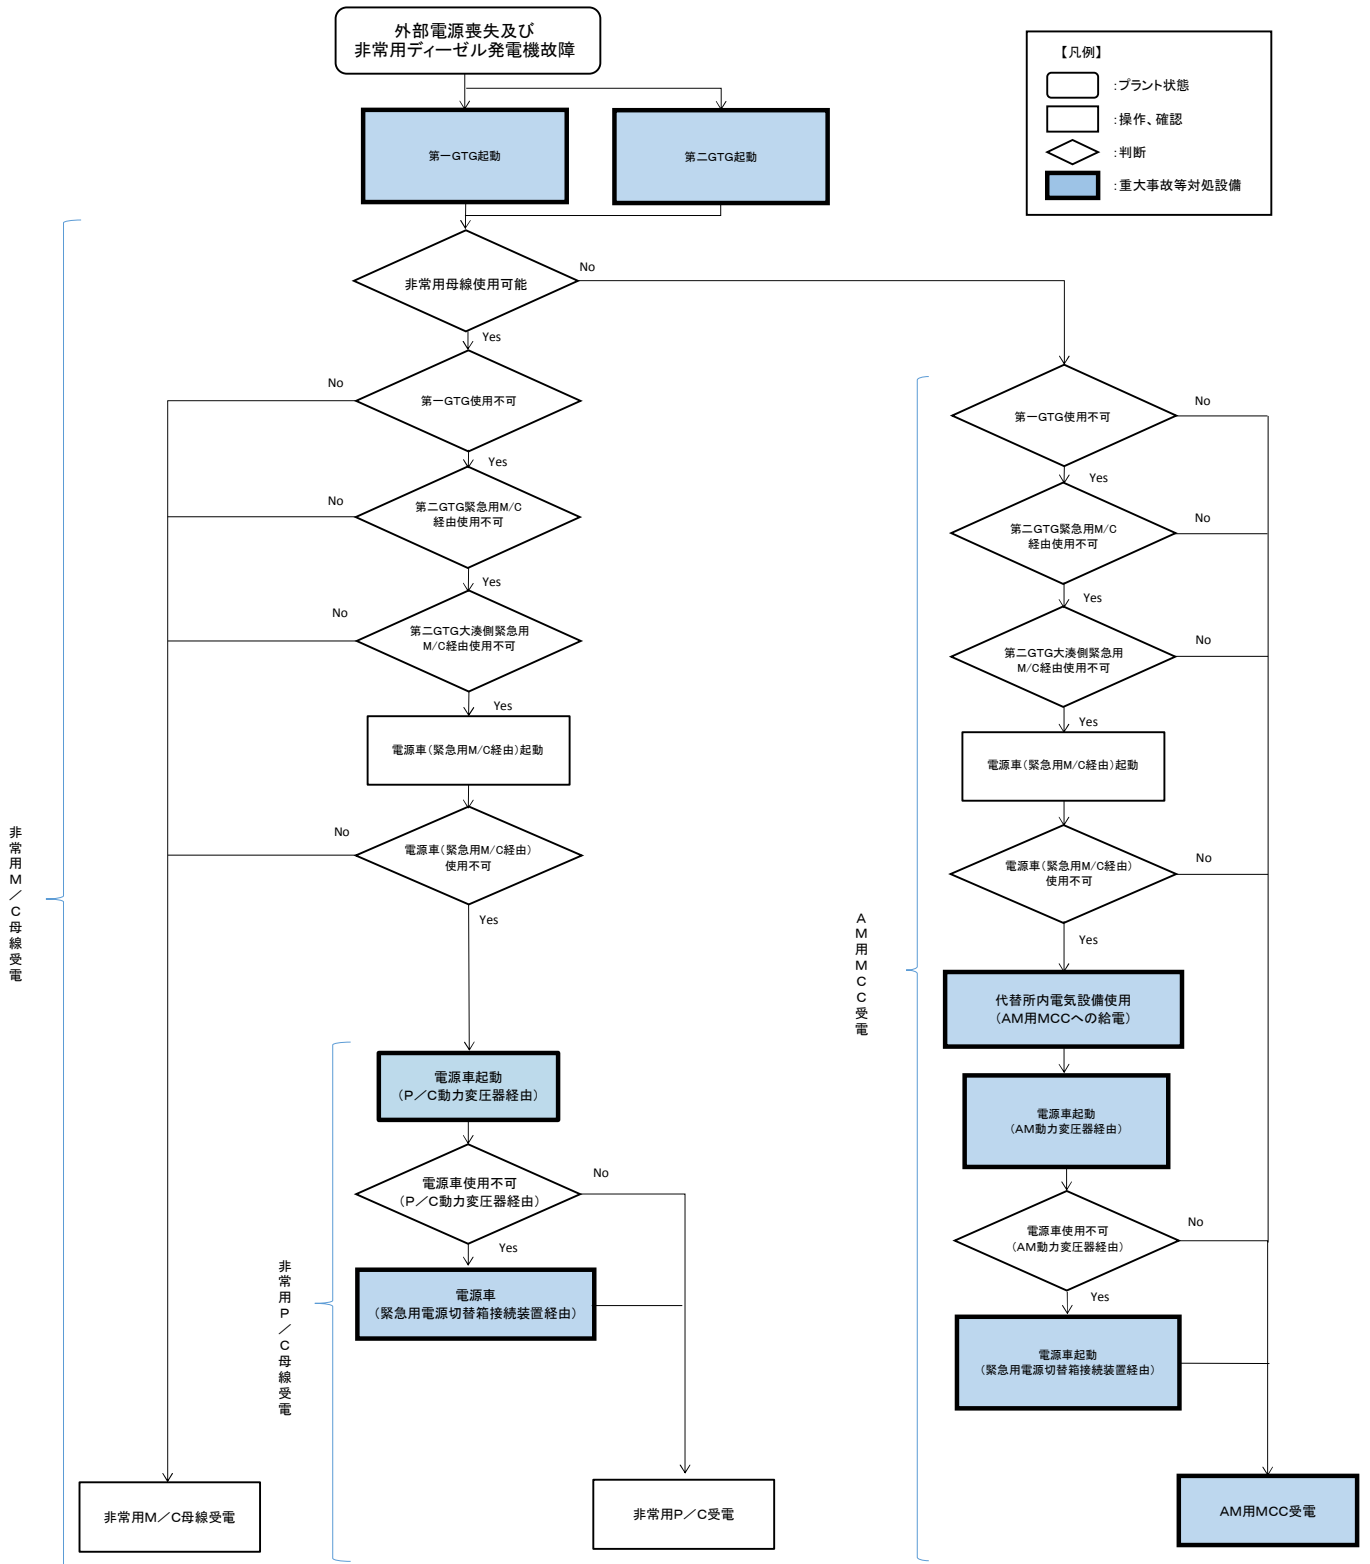 外部電源喪失及び
非常用ディーゼル発電機故障
【凡例】
:プラント状態
:操作、確認
:判断
:重大事故等対処設備
第一GTG起動
第二GTG起動
非常用母線使用可能
No
Yes
第一GTG使用不可
No
Yes
第二GTG緊急用M/C
経由使用不可
No
Yes
第二GTG大湊側緊急用
M/C経由使用不可
No
Yes
電源車(緊急用M/C経由)起動
電源車(緊急用M/C経由)
使用不可
No
Yes
非常用M/C母線受電
電源車起動
(P/C動力変圧器経由)
電源車使用不可
(P/C動力変圧器経由)
No
Yes
電源車
(緊急用電源切替箱接続装置経由)
非常用P/C母線受電
非常用M/C母線受電
非常用P/C受電
第一GTG使用不可
No
Yes
第二GTG緊急用M/C
経由使用不可
No
Yes
第二GTG大湊側緊急用
M/C経由使用不可
No
Yes
電源車(緊急用M/C経由)起動
電源車(緊急用M/C経由)
使用不可
No
Yes
AM用MCC受電
代替所内電気設備使用
(AM用MCCへの給電)
電源車起動
(AM動力変圧器経由)
電源車使用不可
(AM動力変圧器経由)
No
Yes
電源車起動
(緊急用電源切替箱接続装置経由)
AM用MCC受電